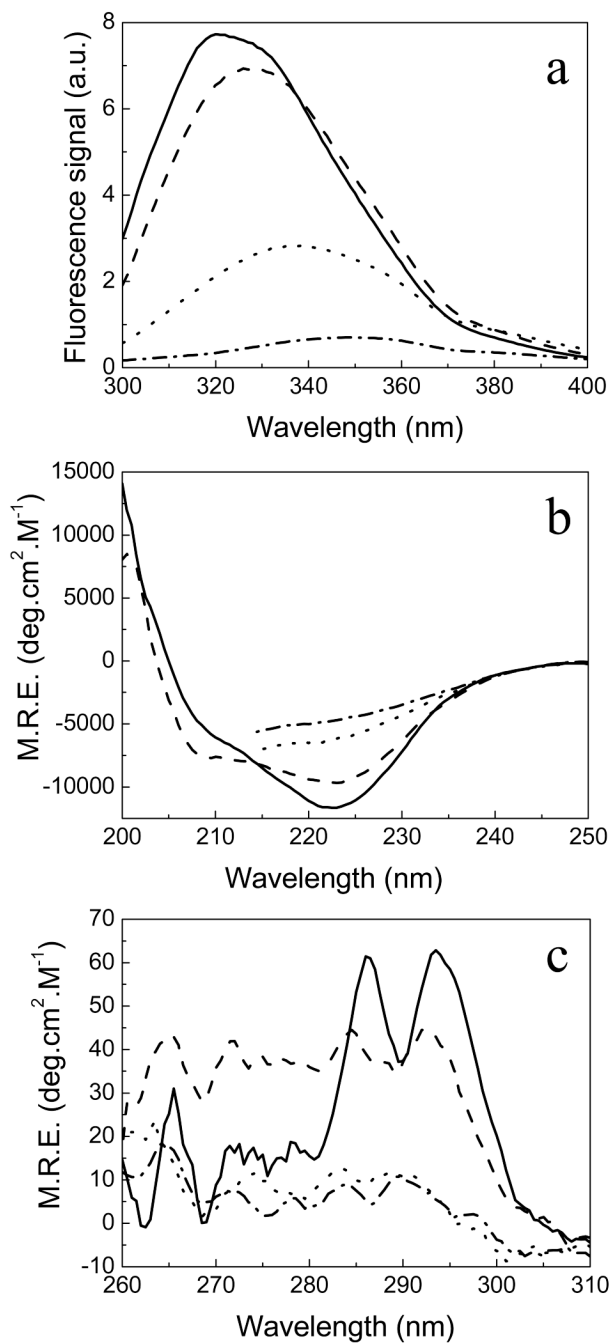 a
Fluorescence signal (a.u.)
8
6
4
2
0
300 320 340 360 380 400
Wavelength (nm)
b
M.R.E. (deg.cm².M⁻¹)
15000
10000
5000
0
-5000
-10000
200 210 220 230 240 250
Wavelength (nm)
c
M.R.E. (deg.cm².M⁻¹)
70
60
50
40
30
20
10
0
-10
260 270 280 290 300 310
Wavelength (nm)